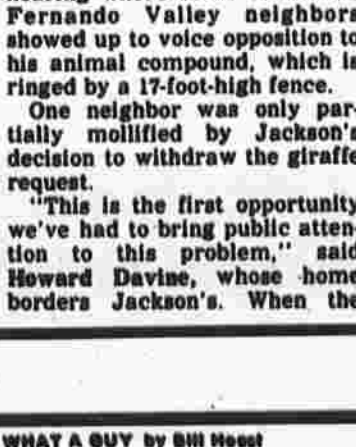 Fernando Valley neighbors
showed up to voice opposition to
his animal compound, which is
ringed by a 17-foot-high fence.
One neighbor was only par-
tially mollified by Jackson's
decision to withdraw the giraffe
request.
"This is the first opportunity
we've had to bring public atten-
tion to this problem," said
Howard Davine, whose home
borders Jackson's. When the
WHAT A GUY by Bill Hoest